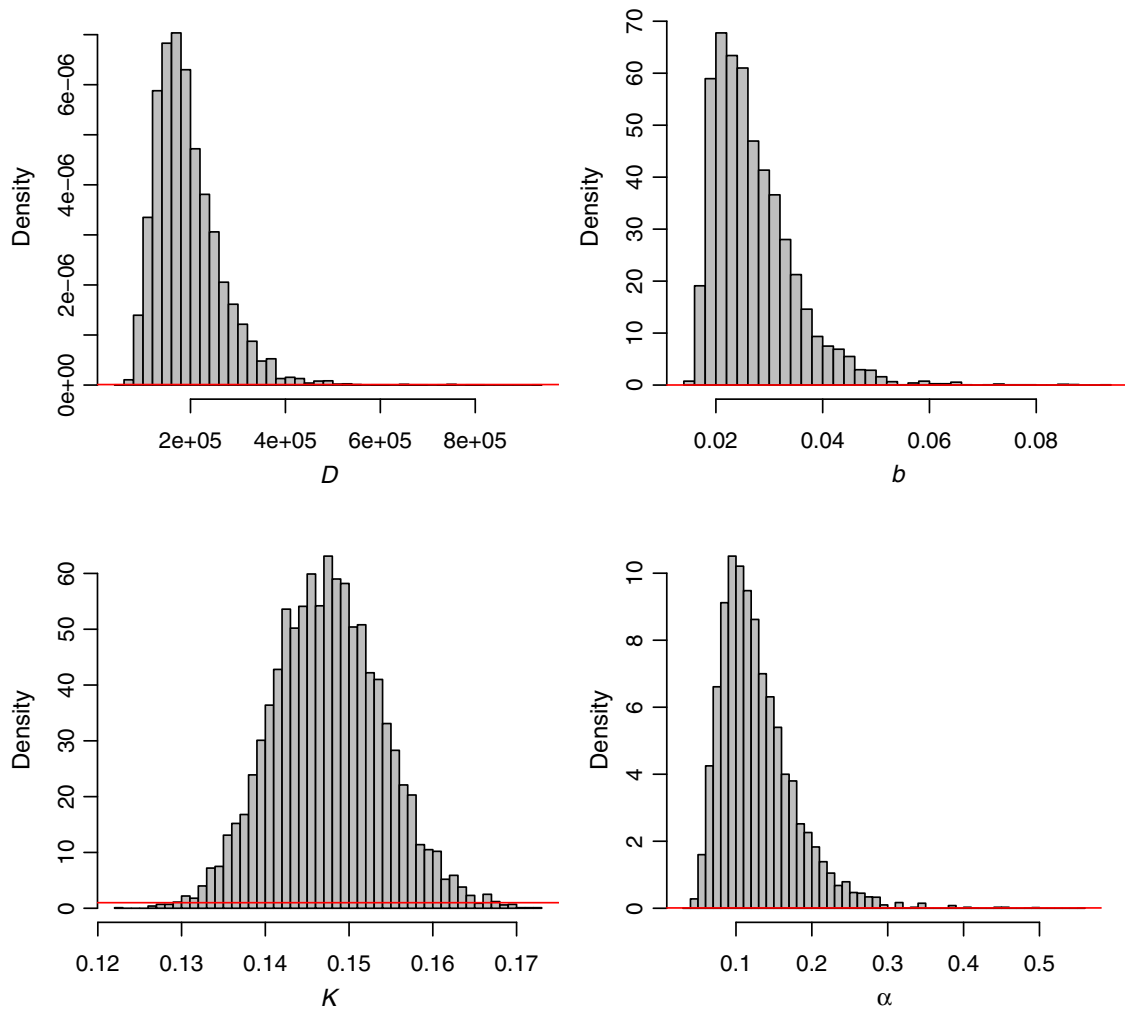 Density
0e+00 2e−06 4e−06 6e−06
2e+05 4e+05 6e+05 8e+05
D
Density
0 10 20 30 40 50 60 70
0.02 0.04 0.06 0.08
b
Density
0 10 20 30 40 50 60
0.12 0.13 0.14 0.15 0.16 0.17
K
Density
0 2 4 6 8 10
0.1 0.2 0.3 0.4 0.5
α